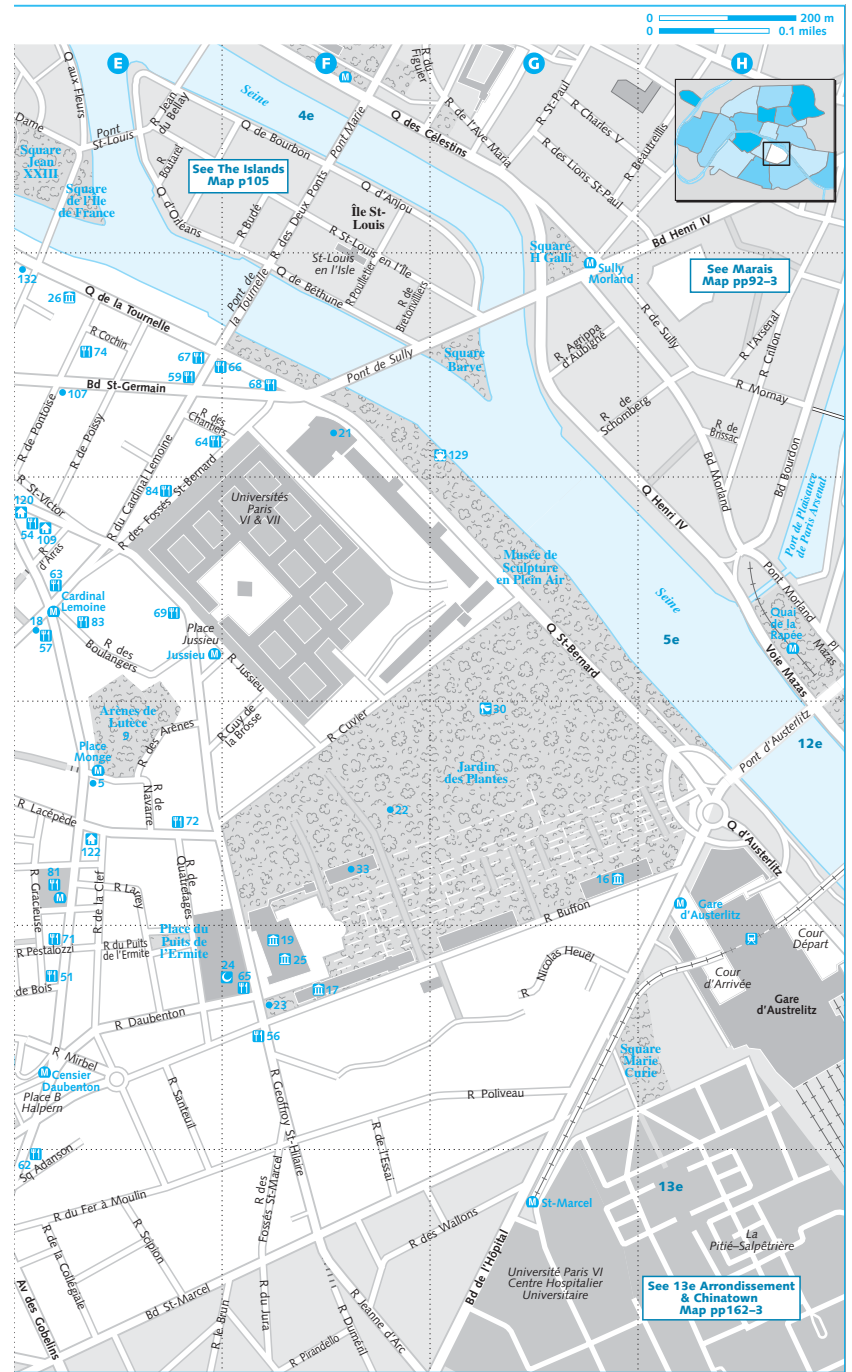 0 200 m
0 0.1 miles
E
F
G
H
Q aux Fleurs
R Jean
du Bellay
Seine
4e
M
R du
Figuier
R de l'Ave Maria
R St-Paul
R Charles V
R Beautreillis
Dame
Pont
St-Louis
Square
Jean
XXIII
R
Boutarel
Q de Bourbon
Pont Marie
Q des Célestins
R des Lions St-Paul
See The Islands
Map p105
Square
de l'Île
de France
Q d'Orléans
R Budé
R des Deux Ponts
Q d'Anjou
Île St-
Louis
R St-Louis en l'Île
St-Louis
en l'Isle
Square
H Galli
Bd Henri IV
M Sully
Morland
See Marais
Map pp92–3
132
26
Q de la Tournelle
Pont de
la Tournelle
Q de Béthune
R Poulletier
R de
Bretonvilliers
R Cochin
74
67
66
59
68
Pont de Sully
Square
Barye
R Agrippa
d'Aubigné
R de Sully
R l'Arsenal
R Crillon
R Mornay
Bd St-Germain
107
R de Pontoise
R de Poissy
R des
Chantiers
64
21
129
R de
Schomberg
R de
Brissac
Bd Morland
Bd Bourdon
R St-Victor
120
54
109
R du Cardinal Lemoine
84
R des Fossés St-Bernard
Universités
Paris
VI & VII
Q Henri IV
Port de Plaisance
de Paris Arsenal
R
d'Arras
63
Cardinal
Lemoine
M
18
57
83
69
Place
Jussieu
Jussieu M
R des
Boulangers
R Jussieu
Musée de
Sculpture
en Plein Air
Seine
5e
Q St-Bernard
Pont Morland
Quai
de la
Rapée
M
Pl
Mazas
Voie Mazas
Arènes de
Lutèce
9
Place
Monge
M
5
R des Arènes
R Guy de
la Brosse
R Cuvier
30
Jardin
des Plantes
Pont d'Austerlitz
12e
R Lacépède
R de
Navarre
72
22
Q d'Austerlitz
122
81
M
R Gracieuse
R de la Clef
R Larrey
R de
Quatrefages
33
16
R Buffon
M Gare
d'Austerlitz
Cour
Départ
71
R Pestalozzi
R du Puits
de l'Ermite
Place du
Puits de
l'Ermite
19
25
24
65
17
23
51
de Bois
R Daubenton
56
R Nicolas Heuël
Cour
d'Arrivée
Gare
d'Austrelitz
R Mirbel
M Censier
Daubenton
Place B
Halpern
R Santeuil
R Geoffroy St-Hilaire
R Poliveau
Square
Marie
Curie
62
Sq Adanson
R de l'Essai
R des
Fossés St-Marcel
R du Fer à Moulin
R Scipion
R de la Collégiale
R des Wallons
M St-Marcel
13e
La
Pitié–Salpêtrière
Av des Gobelins
Bd St-Marcel
R le Brun
R du Jura
R Pirandello
R Duméril
R Jeanne d'Arc
Bd de l'Hôpital
Université Paris VI
Centre Hospitalier
Universitaire
See 13e Arrondissement
& Chinatown
Map pp162–3